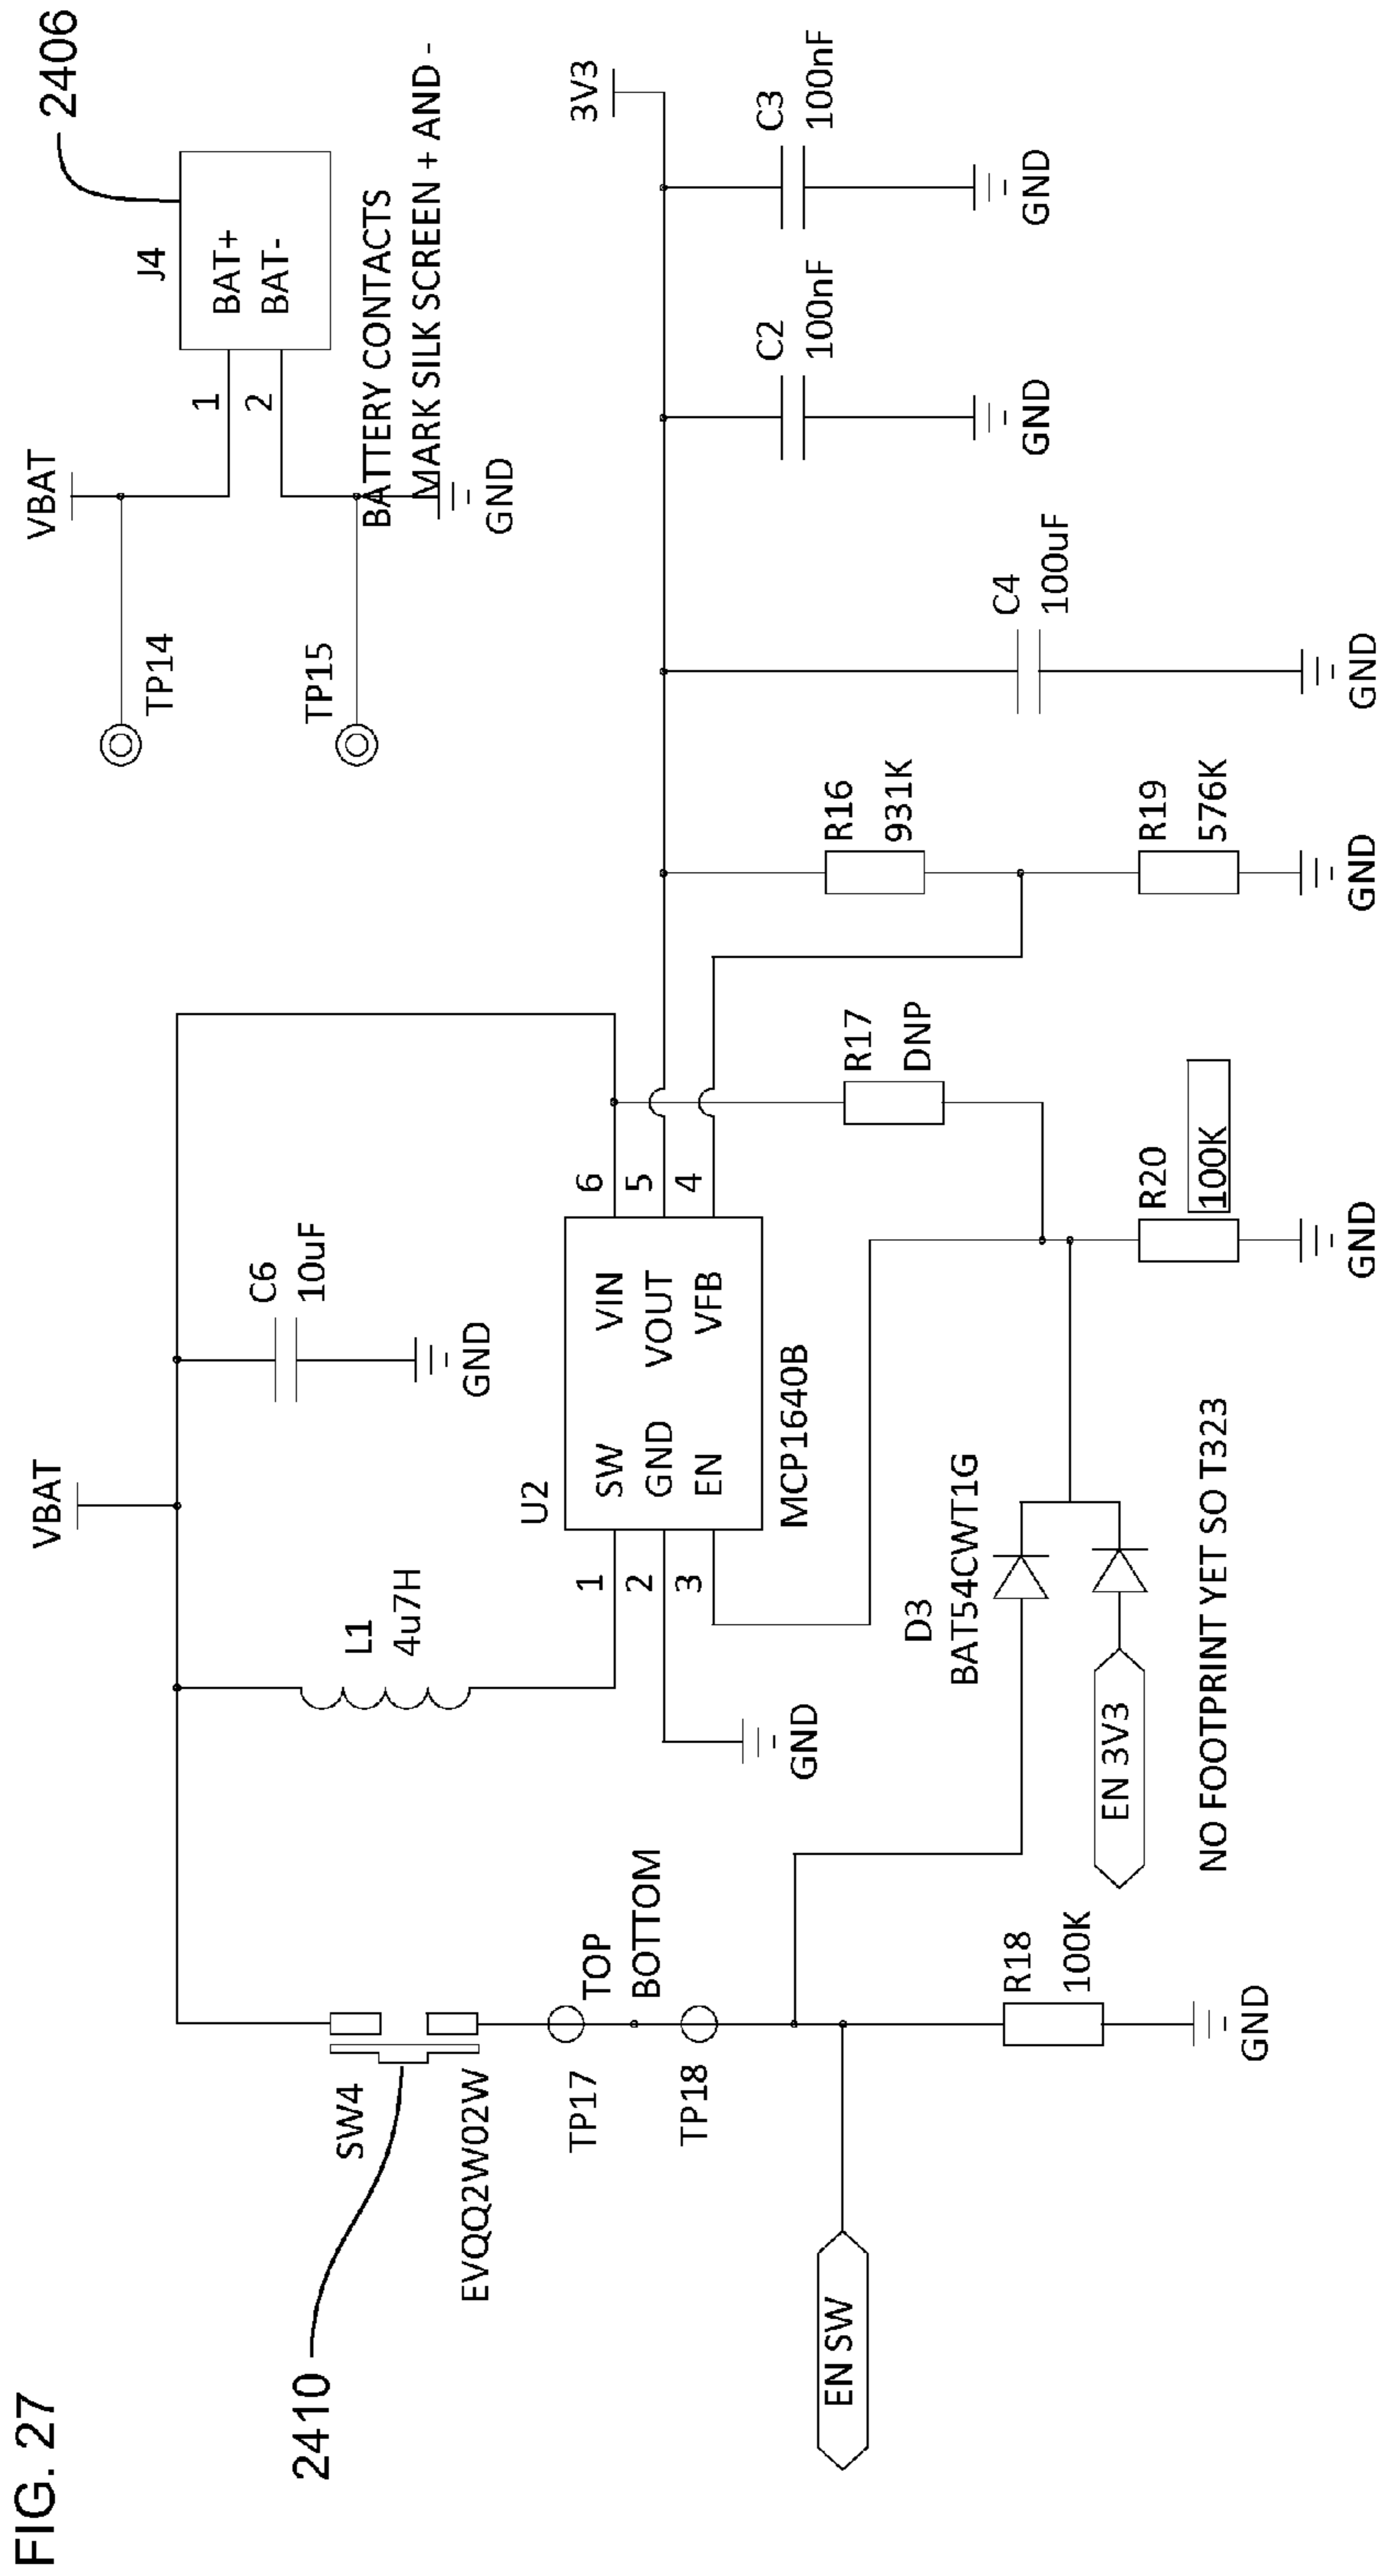 FIG. 27
2410
SW4
EVQQ2W02W
TP17
TOP
BOTTOM
TP18
EN SW
R18
100K
GND
VBAT
L1
4u7H
C6
10uF
GND
U2
1
2
3
SW
GND
EN
VIN
VOUT
VFB
6
5
4
MCP1640B
GND
D3
BAT54CWT1G
EN 3V3
NO FOOTPRINT YET SO T323
R17
DNP
R20
100K
GND
R16
931K
R19
576K
GND
C4
100uF
GND
C2
100nF
GND
C3
100nF
GND
3V3
VBAT
TP14
TP15
1
2
J4
BAT+
BAT-
2406
BATTERY CONTACTS
MARK SILK SCREEN + AND -
GND